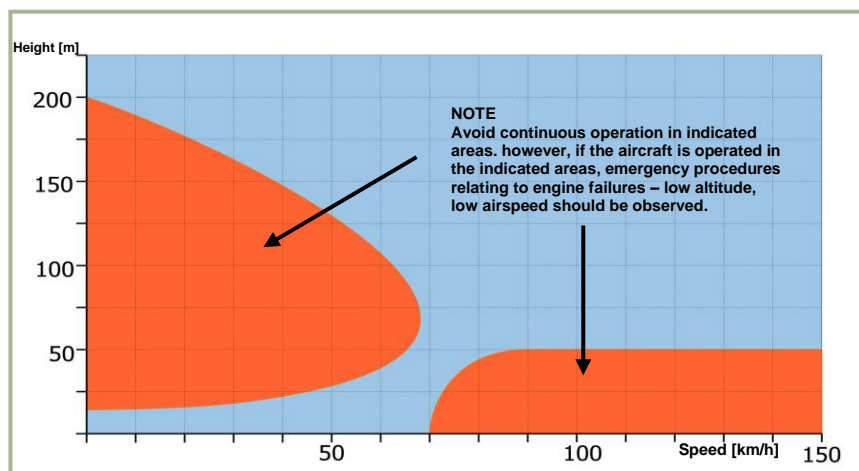 Height [m]
200
NOTE
Avoid continuous operation in indicated
areas. however, if the aircraft is operated in
the indicated areas, emergency procedures
relating to engine failures – low altitude,
low airspeed should be observed.
150
100
50
50
100
Speed [km/h]
150